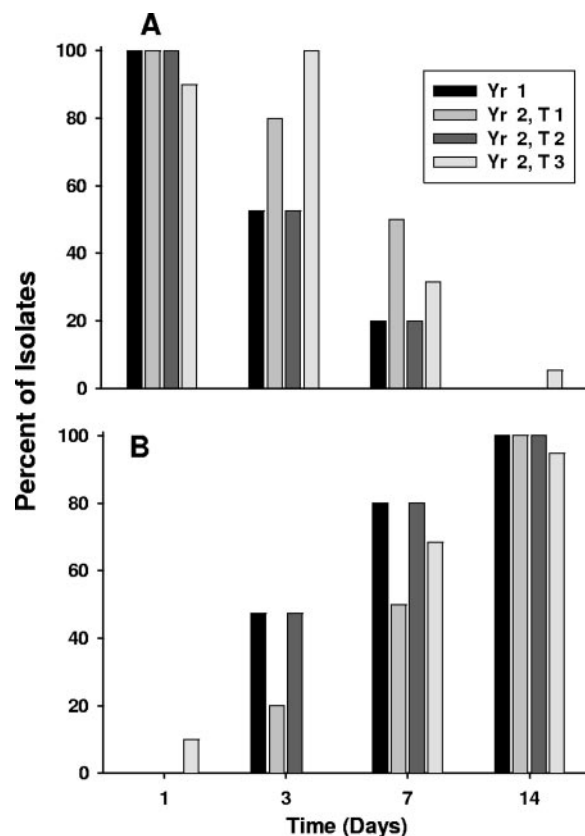 A
100
80
60
40
20
0
Yr 1
Yr 2, T 1
Yr 2, T 2
Yr 2, T 3
Percent of Isolates
B
100
80
60
40
20
0
1 3 7 14
Time (Days)